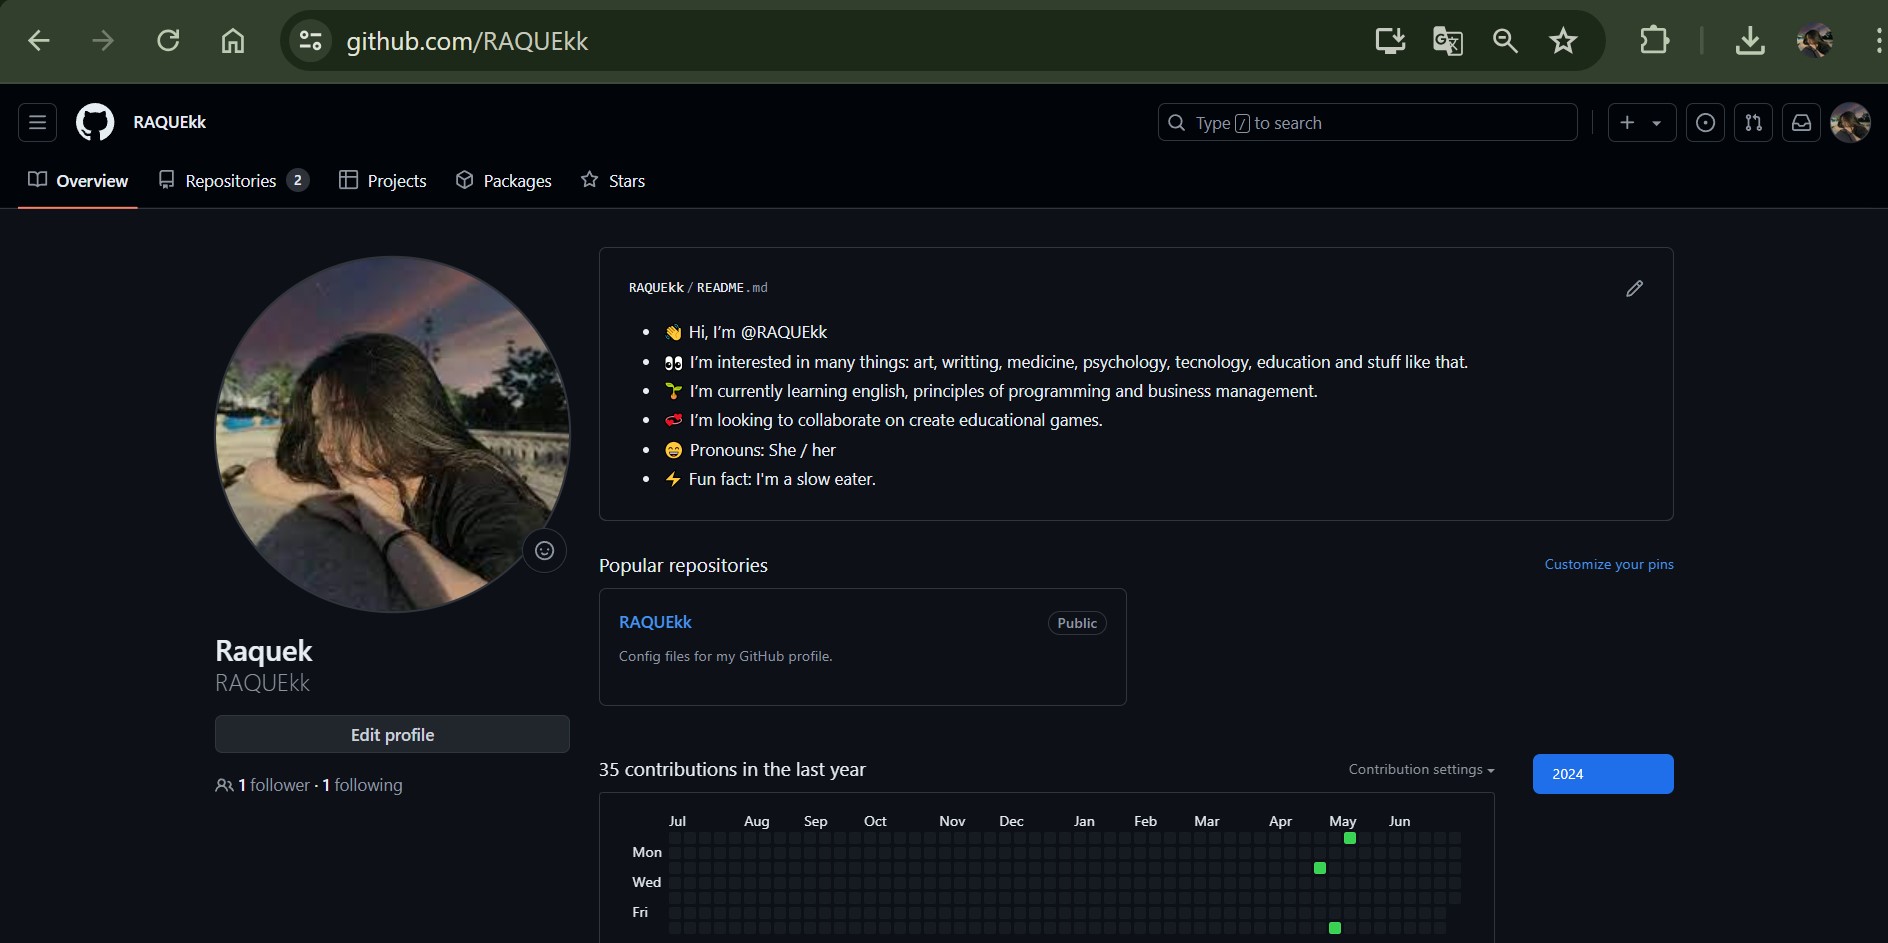 github.com/RAQUEkk
RAQUEkk
Type / to search
Overview
Repositories 2
Projects
Packages
Stars
RAQUEkk / README.md
👋 Hi, I’m @RAQUEkk
👀 I’m interested in many things: art, writting, medicine, psychology, tecnology, education and stuff like that.
🌱 I’m currently learning english, principles of programming and business management.
💞️ I’m looking to collaborate on create educational games.
😄 Pronouns: She / her
⚡ Fun fact: I'm a slow eater.
Raquek
RAQUEkk
Edit profile
1 follower · 1 following
Popular repositories
Customize your pins
RAQUEkk
Public
Config files for my GitHub profile.
35 contributions in the last year
Contribution settings
2024
Jul Aug Sep Oct Nov Dec Jan Feb Mar Apr May Jun
Mon
Wed
Fri